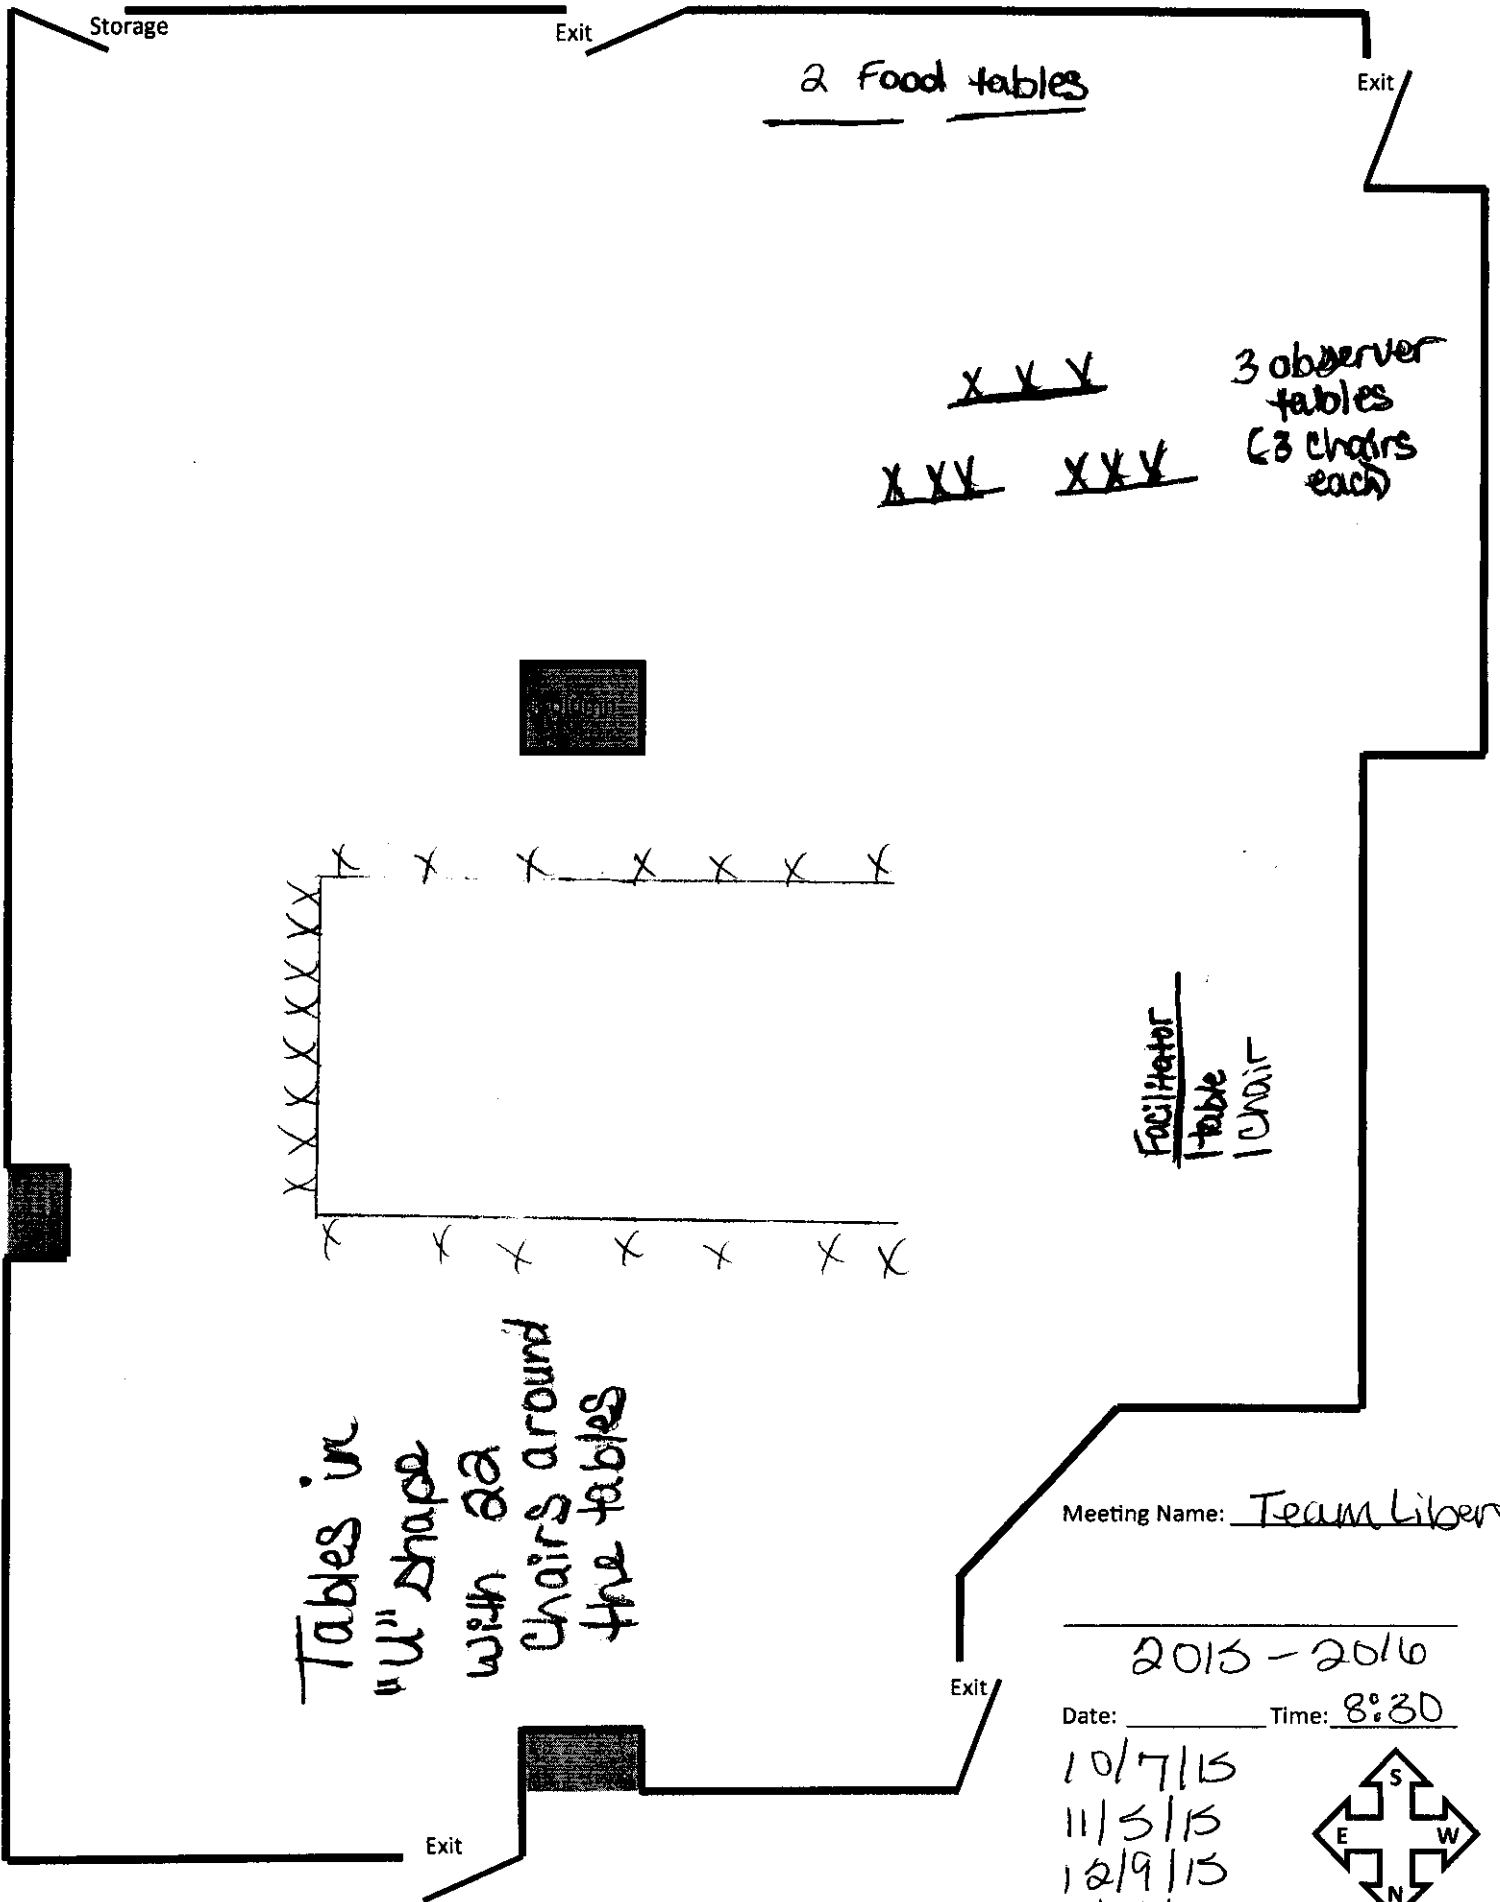 Storage
Exit
Exit
2 Food tables
3 observer
tables
(3 chairs
each)
Facilitator
1 table
1 Chair
Tables in
"U" shape
with 22
Chairs around
the tables
Meeting Name: Team Liber
2015 - 2016
Exit
Date: Time: 8:30
10/7/15
11/5/15
12/9/15
S
E W
N
Exit